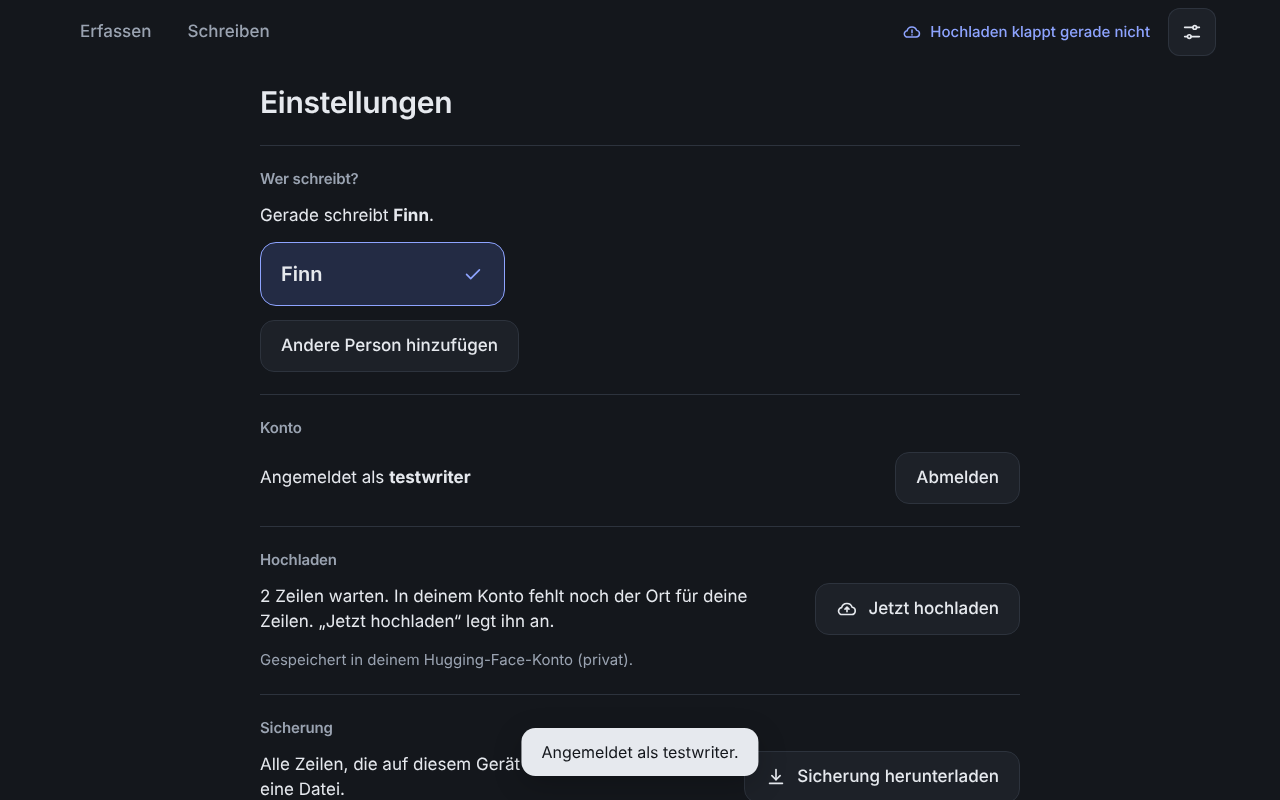 Erfassen
Schreiben
Hochladen klappt gerade nicht
Einstellungen
Wer schreibt?
Gerade schreibt Finn.
Finn
Andere Person hinzufügen
Konto
Angemeldet als testwriter
Abmelden
Hochladen
2 Zeilen warten. In deinem Konto fehlt noch der Ort für deine
Zeilen. „Jetzt hochladen“ legt ihn an.
Jetzt hochladen
Gespeichert in deinem Hugging-Face-Konto (privat).
Sicherung
Alle Zeilen, die auf diesem Gerät
eine Datei.
Angemeldet als testwriter.
Sicherung herunterladen